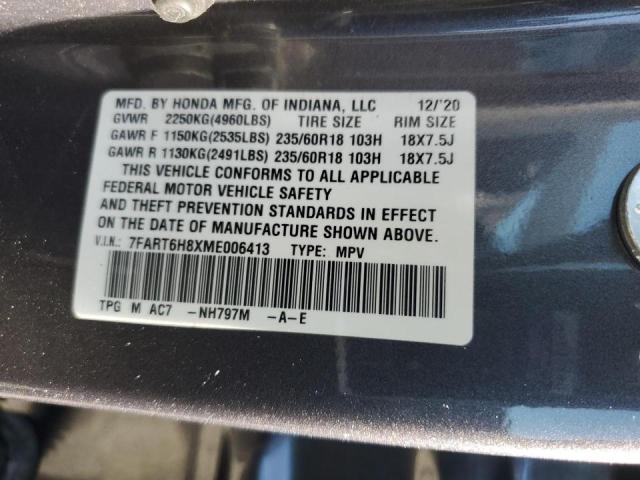 MFD. BY HONDA MFG. OF INDIANA, LLC 12/'20
GVWR 2250KG(4960LBS) TIRE SIZE RIM SIZE
GAWR F 1150KG(2535LBS) 235/60R18 103H 18X7.5J
GAWR R 1130KG(2491LBS) 235/60R18 103H 18X7.5J
THIS VEHICLE CONFORMS TO ALL APPLICABLE
FEDERAL MOTOR VEHICLE SAFETY
AND THEFT PREVENTION STANDARDS IN EFFECT
ON THE DATE OF MANUFACTURE SHOWN ABOVE.
V.I.N.: 7FART6H8XME006413 TYPE: MPV
TPG M AC7 -NH797M -A-E